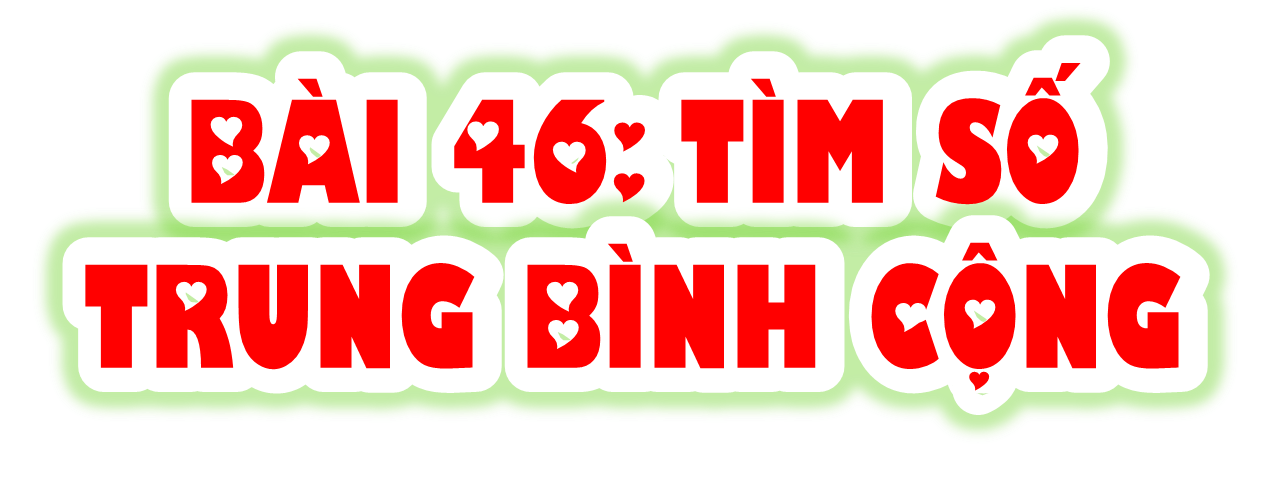 BÀI 46: TÌM SỐ
TRUNG BÌNH CỘNG